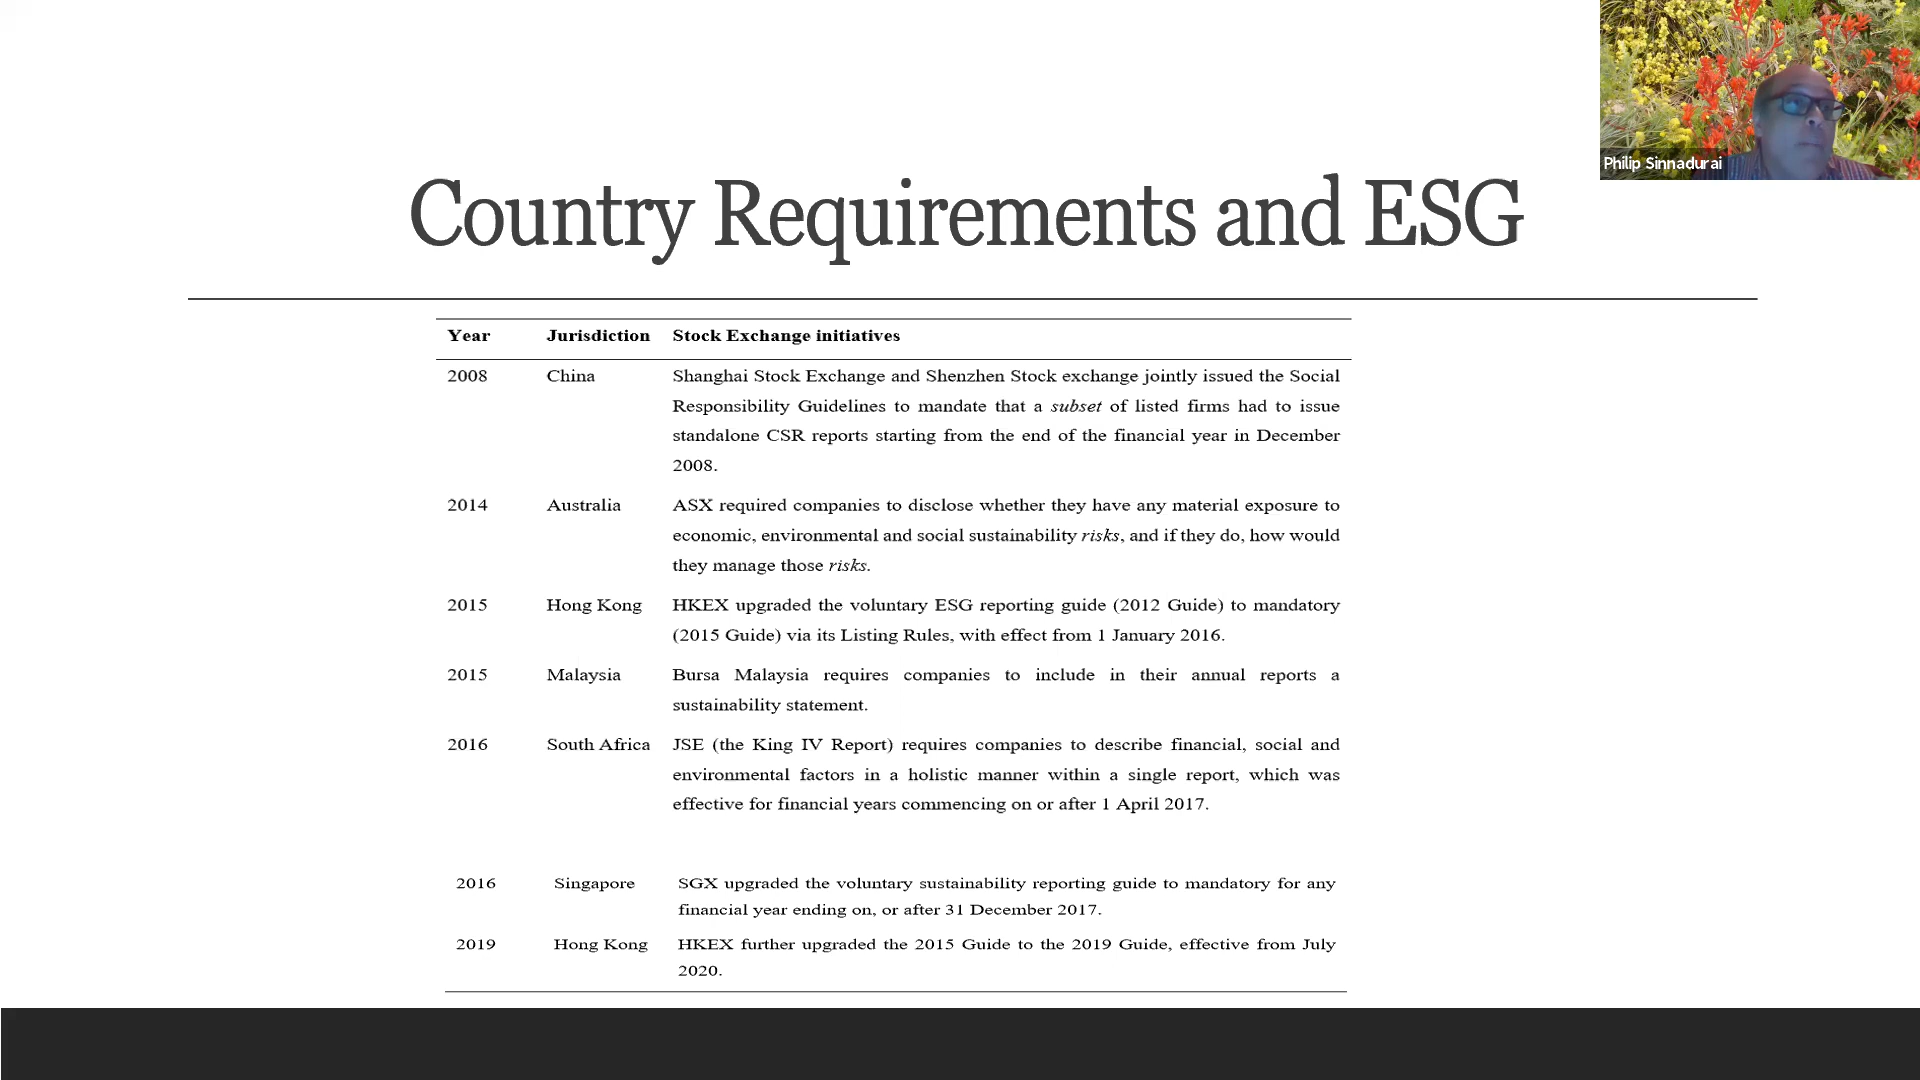 Philip Sinnadurai
Country Requirements and ESG
Year Jurisdiction Stock Exchange initiatives
2008 China Shanghai Stock Exchange and Shenzhen Stock exchange jointly issued the Social
Responsibility Guidelines to mandate that a subset of listed firms had to issue
standalone CSR reports starting from the end of the financial year in December
2008.
2014 Australia ASX required companies to disclose whether they have any material exposure to
economic, environmental and social sustainability risks, and if they do, how would
they manage those risks.
2015 Hong Kong HKEX upgraded the voluntary ESG reporting guide (2012 Guide) to mandatory
(2015 Guide) via its Listing Rules, with effect from 1 January 2016.
2015 Malaysia Bursa Malaysia requires companies to include in their annual reports a
sustainability statement.
2016 South Africa JSE (the King IV Report) requires companies to describe financial, social and
environmental factors in a holistic manner within a single report, which was
effective for financial years commencing on or after 1 April 2017.
2016 Singapore SGX upgraded the voluntary sustainability reporting guide to mandatory for any
financial year ending on, or after 31 December 2017.
2019 Hong Kong HKEX further upgraded the 2015 Guide to the 2019 Guide, effective from July
2020.